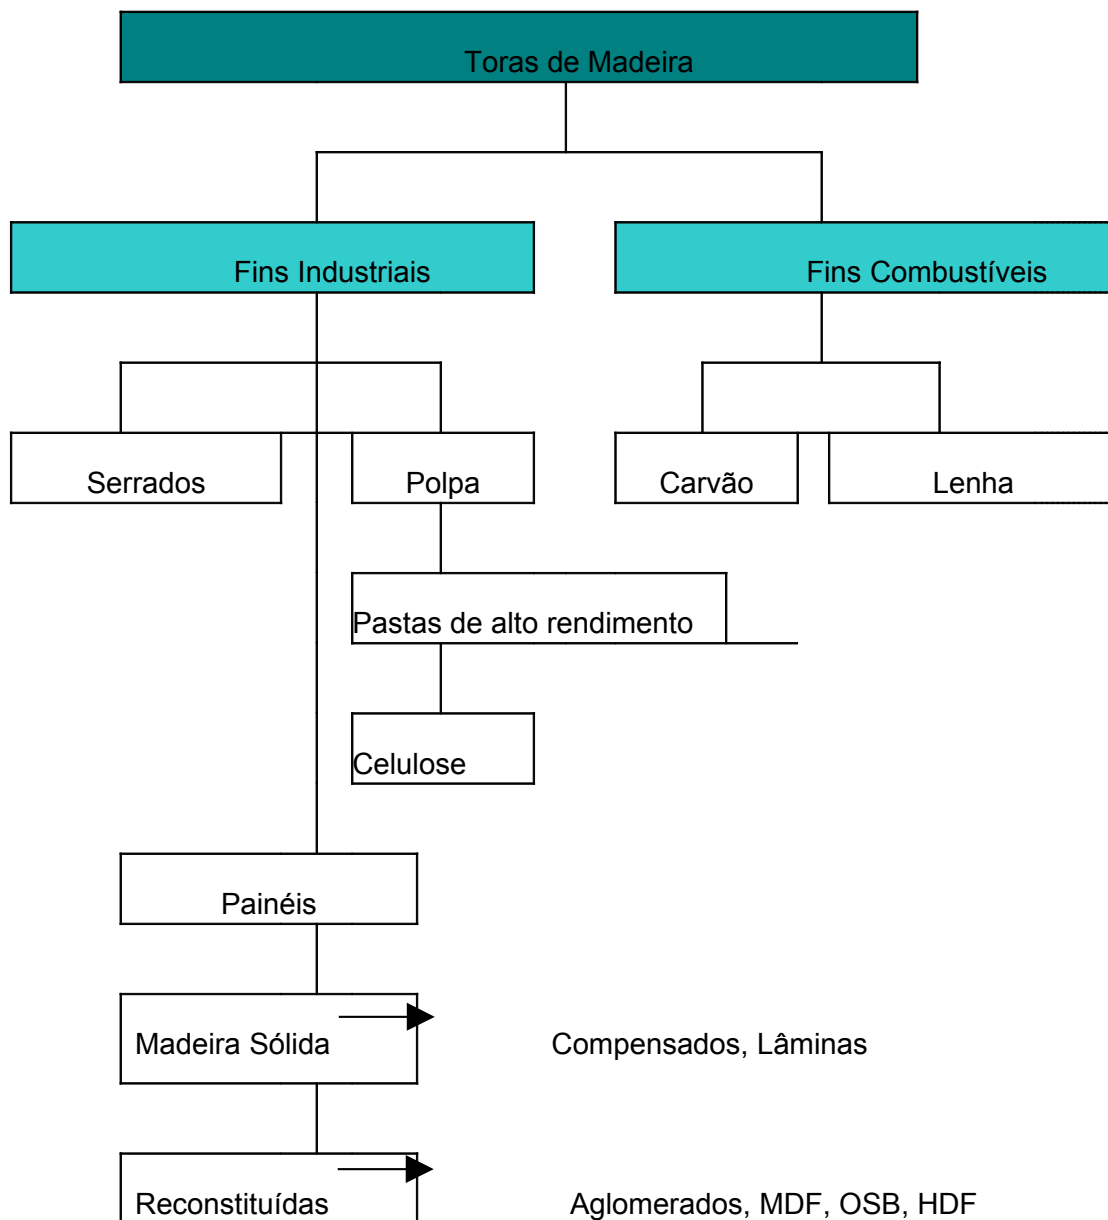 Toras de Madeira
Fins Industriais
Fins Combustíveis
Serrados
Polpa
Carvão
Lenha
Pastas de alto rendimento
Celulose
Painéis
Madeira Sólida
Compensados, Lâminas
Reconstituídas
Aglomerados, MDF, OSB, HDF